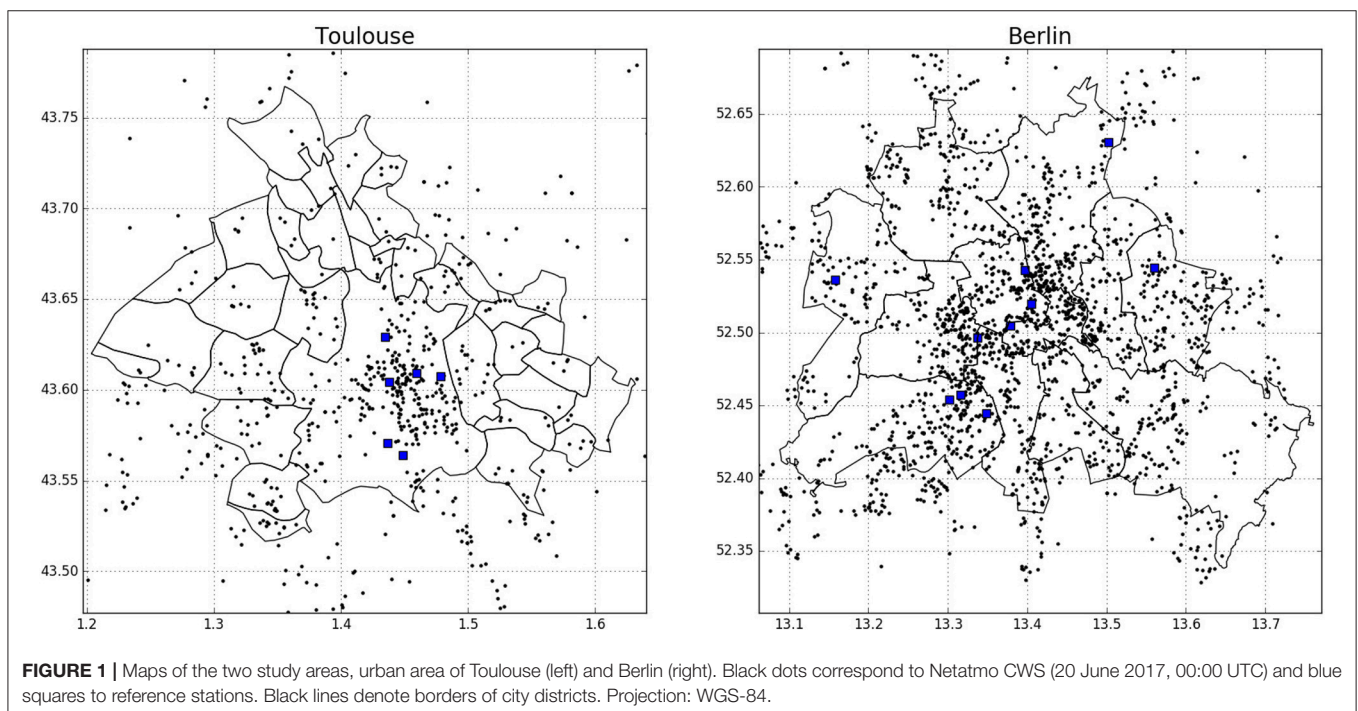 Toulouse
43.75
43.70
43.65
43.60
43.55
43.50
1.2 1.3 1.4 1.5 1.6
Berlin
52.65
52.60
52.55
52.50
52.45
52.40
52.35
13.1 13.2 13.3 13.4 13.5 13.6 13.7
FIGURE 1 | Maps of the two study areas, urban area of Toulouse (left) and Berlin (right). Black dots correspond to Netatmo CWS (20 June 2017, 00:00 UTC) and blue
squares to reference stations. Black lines denote borders of city districts. Projection: WGS-84.